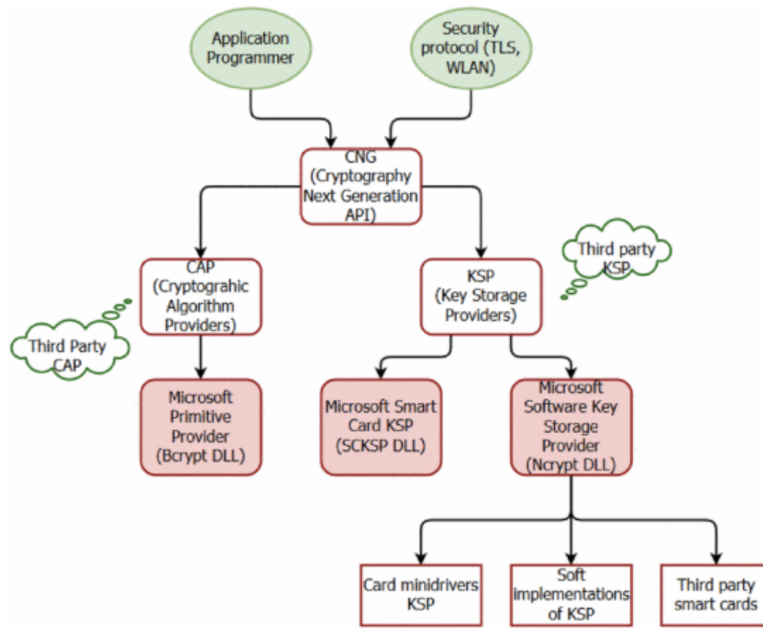 Application
Programmer
Security
protocol (TLS,
WLAN)
CNG
(Cryptography
Next Generation
API)
Third party
KSP
CAP
(Cryptograhic
Algorithm
Providers)
KSP
(Key Storage
Providers)
Third Party
CAP
Microsoft
Primitive
Provider
(Bcrypt DLL)
Microsoft Smart
Card KSP
(SCKSP DLL)
Microsoft
Software Key
Storage
Provider
(Ncrypt DLL)
Card minidrivers
KSP
Soft
implementations
of KSP
Third party
smart cards